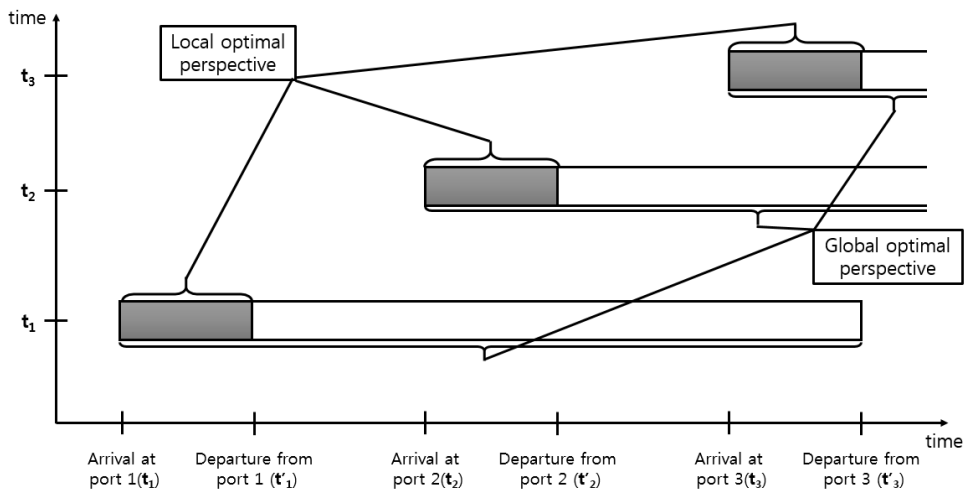 time
Local optimal
perspective
t₃
t₂
Global optimal
perspective
t₁
time
Arrival at
port 1(t₁)
Departure from
port 1 (t′₁)
Arrival at
port 2(t₂)
Departure from
port 2 (t′₂)
Arrival at
port 3(t₃)
Departure from
port 3 (t′₃)